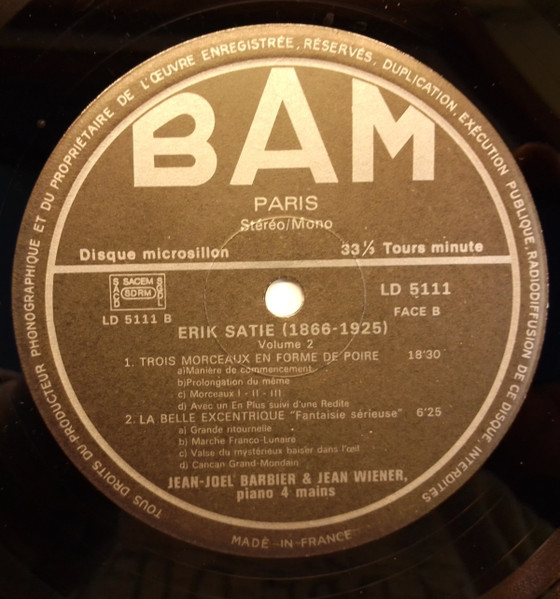 TOUS DROITS DU PRODUCTEUR PHONOGRAPHIQUE ET DU PROPRIÉTAIRE DE L'ŒUVRE ENREGISTRÉE, RÉSERVÉS, DUPLICATION, EXÉCUTION PUBLIQUE, RADIODIFFUSION DE CE DISQUE, INTERDITES
BAM
PARIS
Stéréo/Mono
Disque microsillon 33 1/3 Tours minute
SACEM
SACD SDRM SGDL
LD 5111 B
LD 5111
FACE B
ERIK SATIE (1866-1925)
Volume 2
1. TROIS MORCEAUX EN FORME DE POIRE 18'30
a)Manière de commencement
b)Prolongation du même
c) Morceaux I - II - III
d) Avec un En Plus suivi d'une Redite
2. LA BELLE EXCENTRIQUE "Fantaisie sérieuse" 6'25
a) Grande ritournelle
b) Marche Franco-Lunaire
c) Valse du mystérieux baiser dans l'œil
d) Cancan Grand-Mondain
JEAN-JOEL BARBIER & JEAN WIENER,
piano 4 mains
MADE IN FRANCE